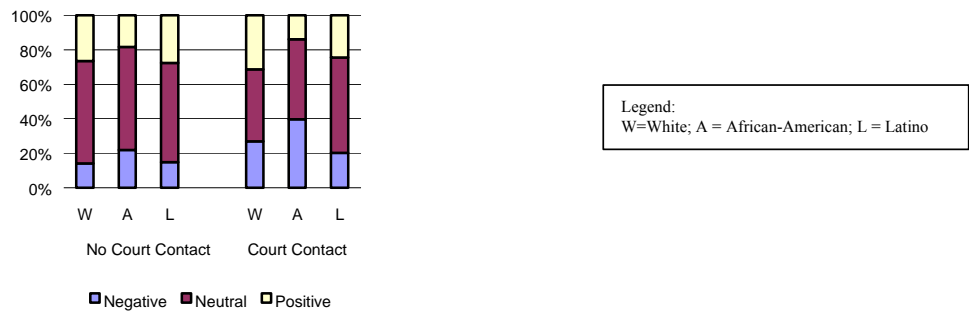 100%
80%
60%
40%
20%
0%
W A L W A L
No Court Contact Court Contact
Negative Neutral Positive
Legend:
W=White; A = African-American; L = Latino